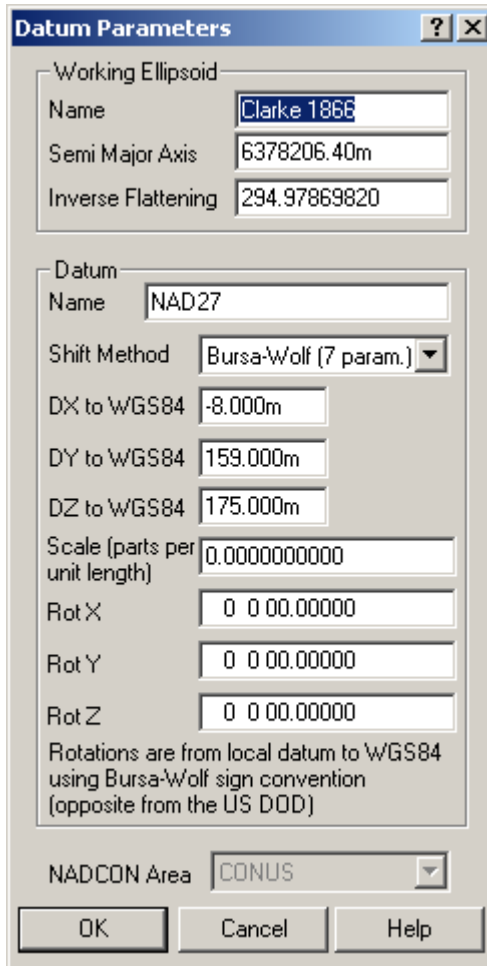 Datum Parameters
Working Ellipsoid
Name Clarke 1866
Semi Major Axis 6378206.40m
Inverse Flattening 294.97869820
Datum
Name NAD27
Shift Method Bursa-Wolf (7 param.)
DX to WGS84 -8.000m
DY to WGS84 159.000m
DZ to WGS84 175.000m
Scale (parts per
unit length) 0.0000000000
Rot X 0 0 00.00000
Rot Y 0 0 00.00000
Rot Z 0 0 00.00000
Rotations are from local datum to WGS84
using Bursa-Wolf sign convention
(opposite from the US DOD)
NADCON Area CONUS
OK Cancel Help